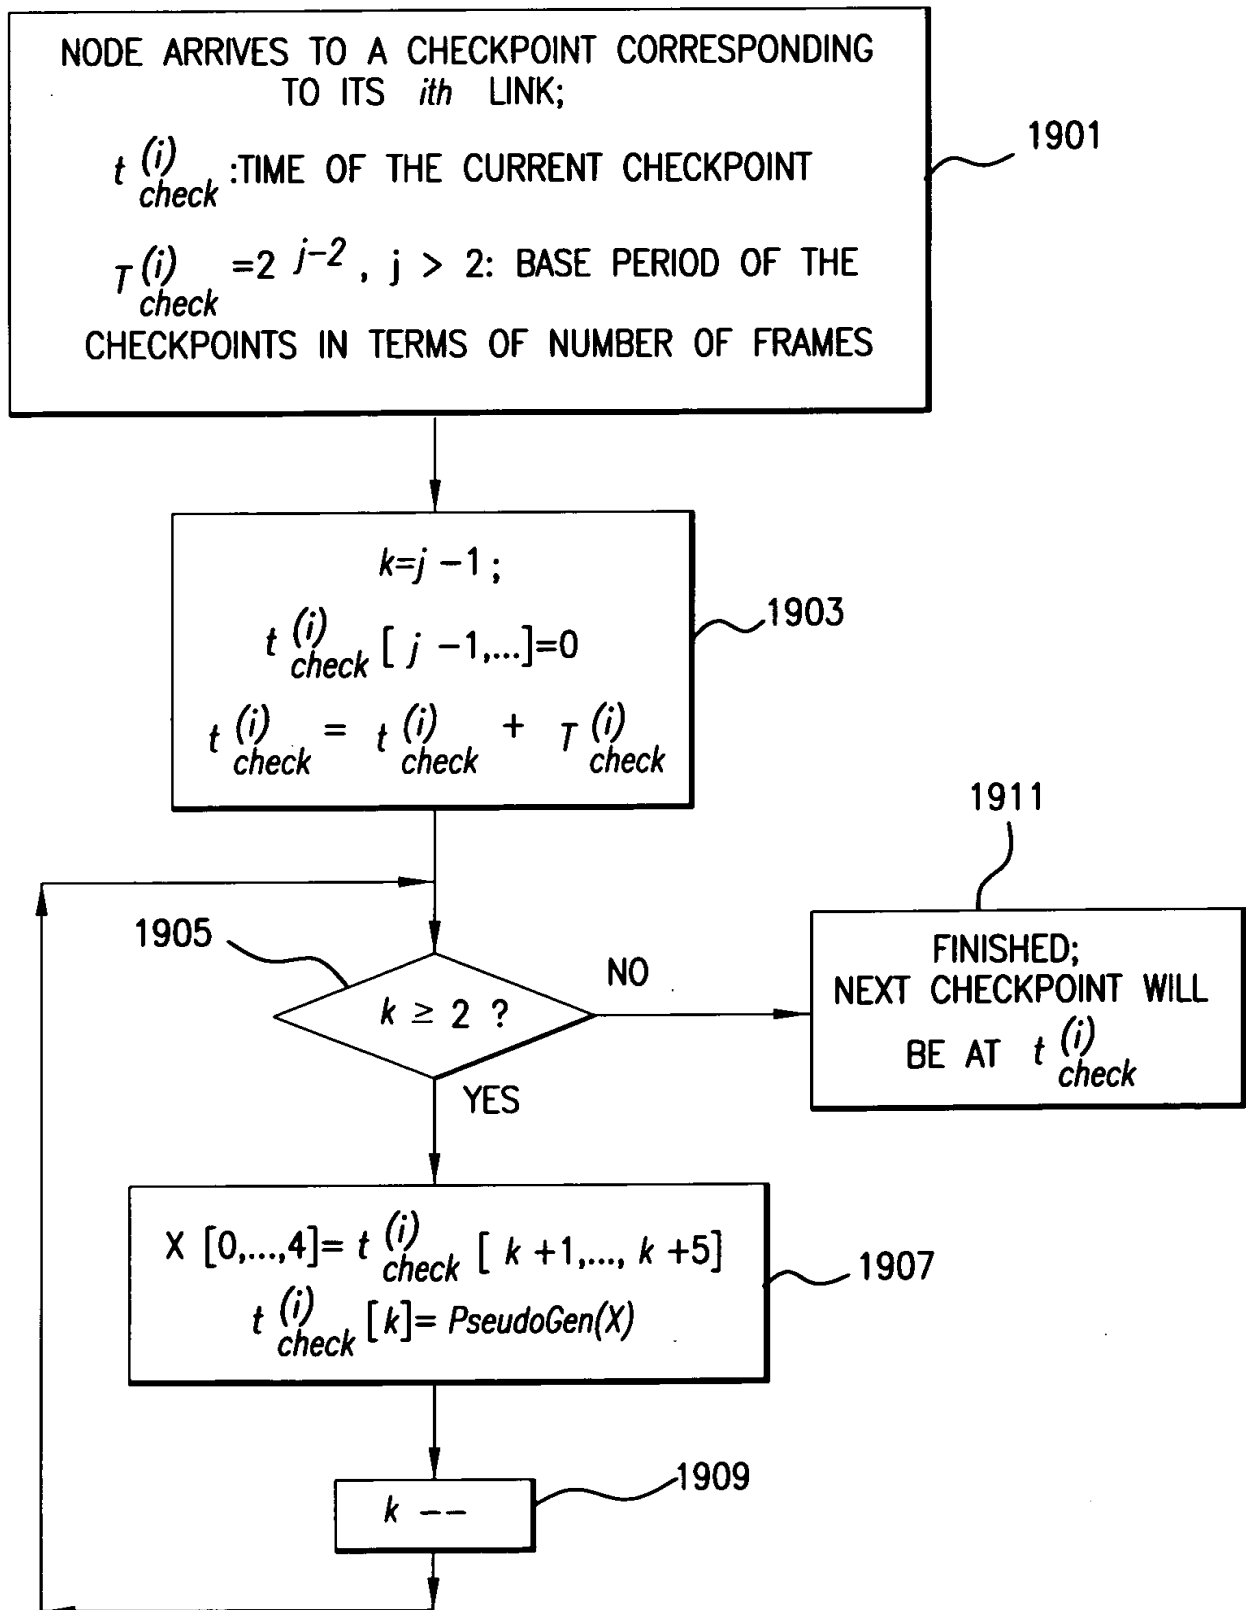 NODE ARRIVES TO A CHECKPOINT CORRESPONDING
TO ITS ith LINK;
t (i) check :TIME OF THE CURRENT CHECKPOINT
T (i) check =2 j-2 , j > 2: BASE PERIOD OF THE
CHECKPOINTS IN TERMS OF NUMBER OF FRAMES
1901
k=j -1 ;
t (i) check [ j -1,...]=0
t (i) check = t (i) check + T (i) check
1903
1911
1905
k ≥ 2 ?
NO
YES
FINISHED;
NEXT CHECKPOINT WILL
BE AT t (i) check
X [0,...,4]= t (i) check [ k +1,..., k +5]
t (i) check [k]= PseudoGen(X)
1907
k --
1909